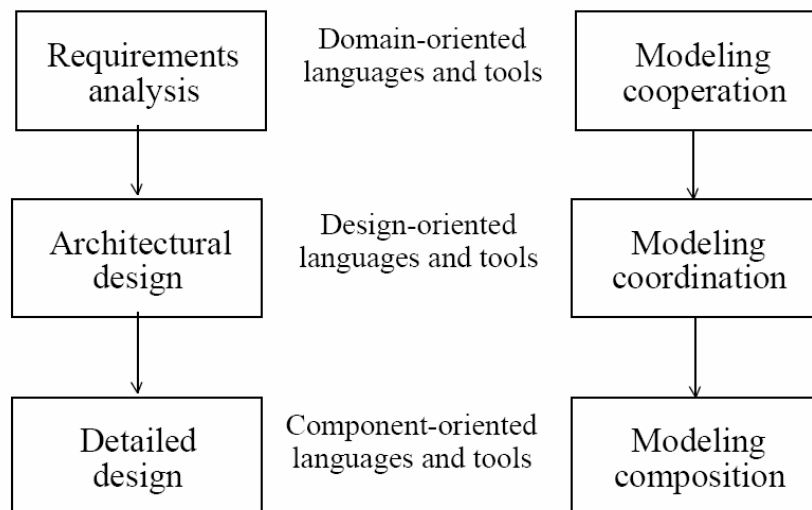 Requirements
analysis
Domain-oriented
languages and tools
Modeling
cooperation
Architectural
design
Design-oriented
languages and tools
Modeling
coordination
Detailed
design
Component-oriented
languages and tools
Modeling
composition